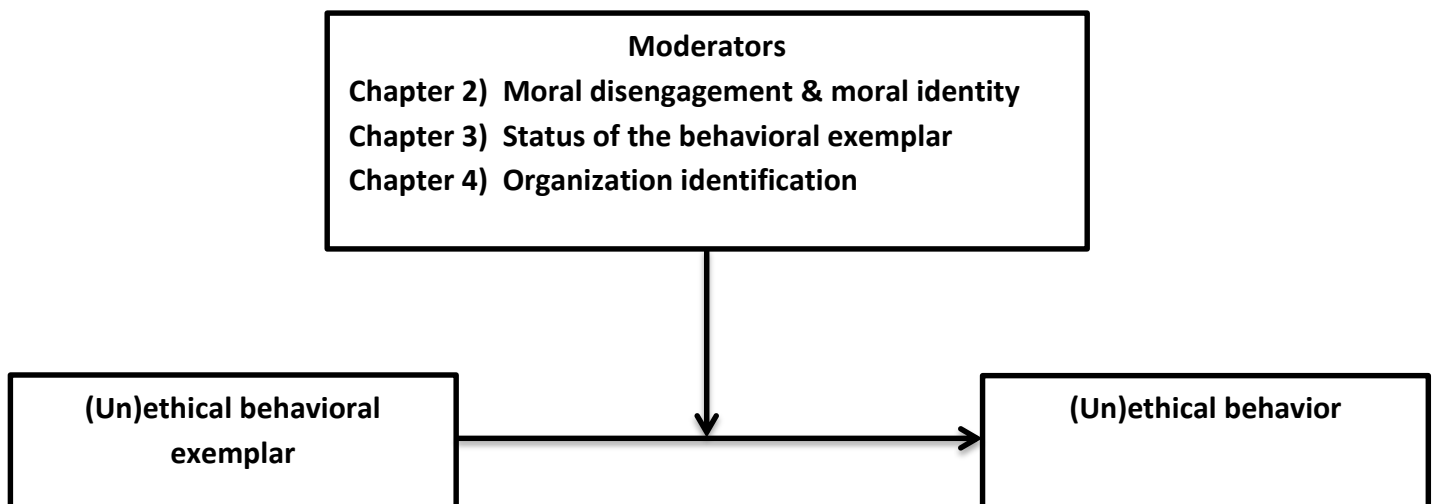 Moderators
Chapter 2) Moral disengagement & moral identity
Chapter 3) Status of the behavioral exemplar
Chapter 4) Organization identification
(Un)ethical behavioral
exemplar
(Un)ethical behavior